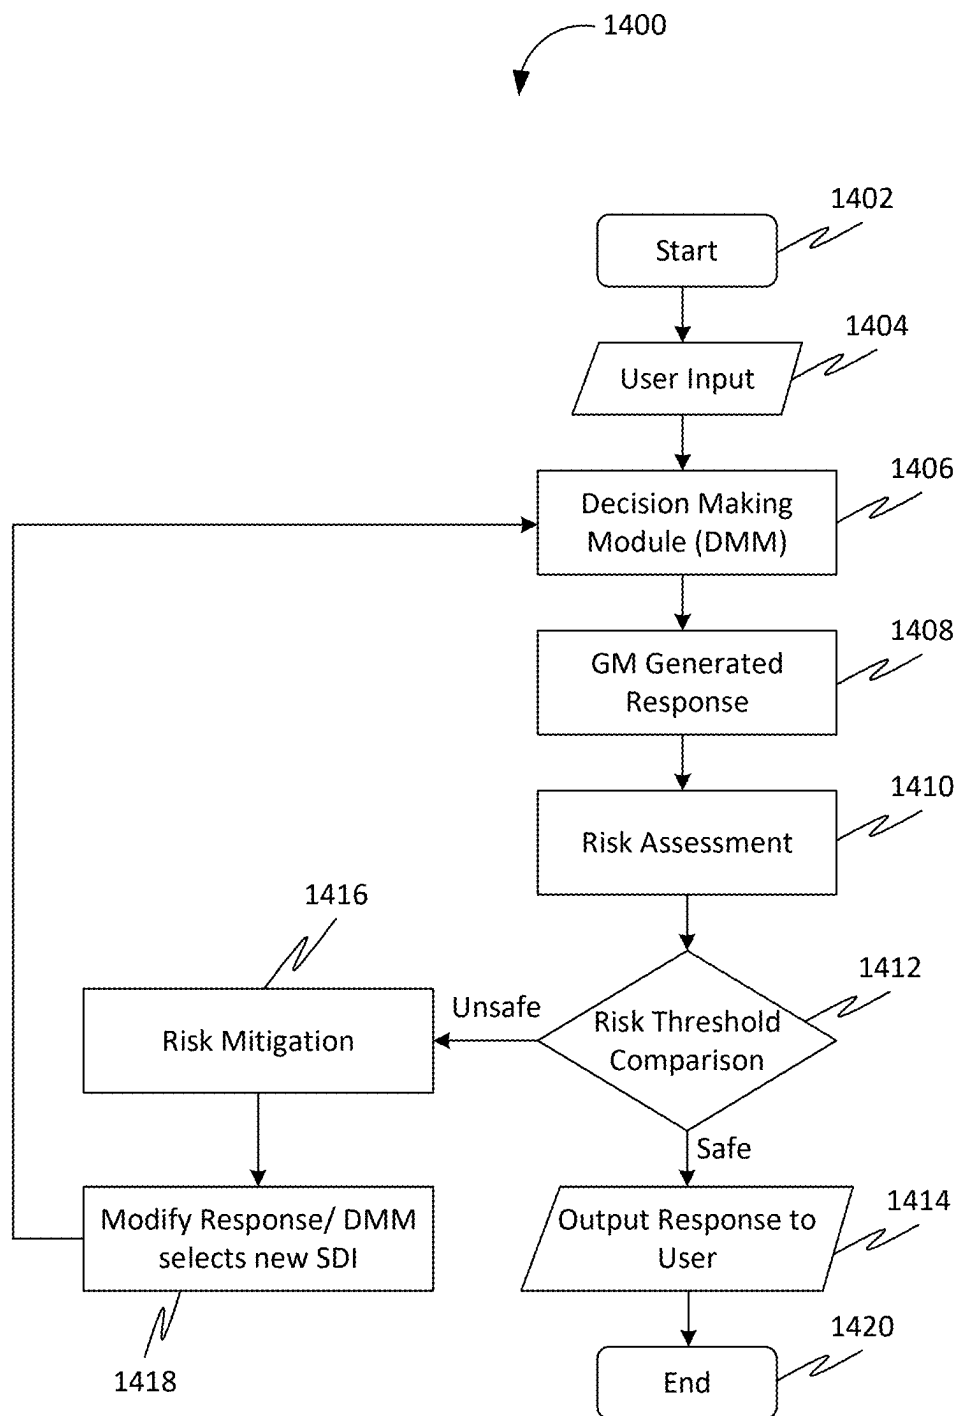 1400
1402
Start
1404
User Input
1406
Decision Making
Module (DMM)
1408
GM Generated
Response
1410
Risk Assessment
1412
Risk Threshold
Comparison
Unsafe
1416
Risk Mitigation
Safe
1418
Modify Response/ DMM
selects new SDI
1414
Output Response to
User
1420
End